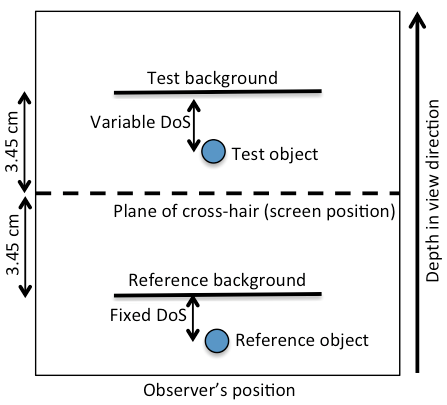 Test background
Variable DoS
Test object
3.45 cm
Plane of cross-hair (screen position)
3.45 cm
Reference background
Fixed DoS
Reference object
Depth in view direction
Observer's position